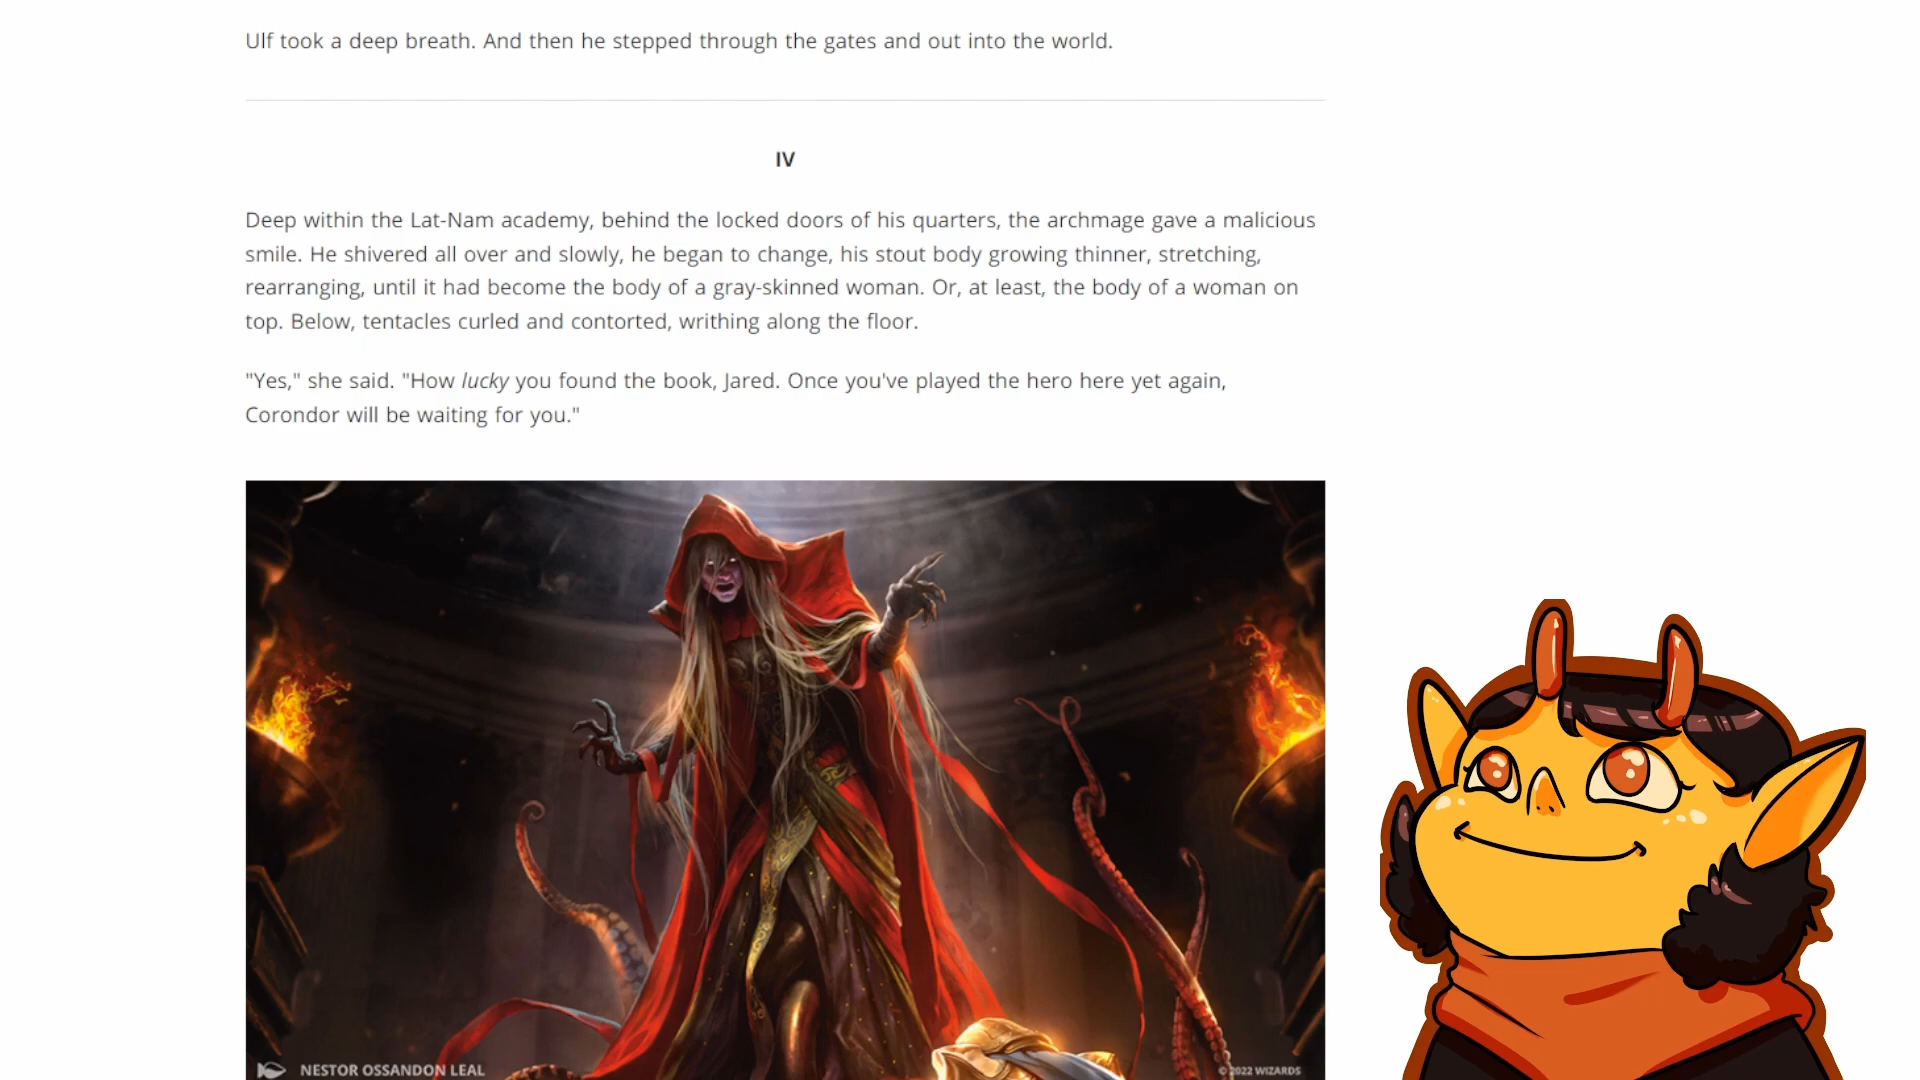 Ulf took a deep breath. And then he stepped through the gates and out into the world.
IV
Deep within the Lat-Nam academy, behind the locked doors of his quarters, the archmage gave a malicious
smile. He shivered all over and slowly, he began to change, his stout body growing thinner, stretching,
rearranging, until it had become the body of a gray-skinned woman. Or, at least, the body of a woman on
top. Below, tentacles curled and contorted, writhing along the floor.
"Yes," she said. "How lucky you found the book, Jared. Once you've played the hero here yet again,
Corondor will be waiting for you."
NESTOR OSSANDON LEAL
© 2022 WIZARDS